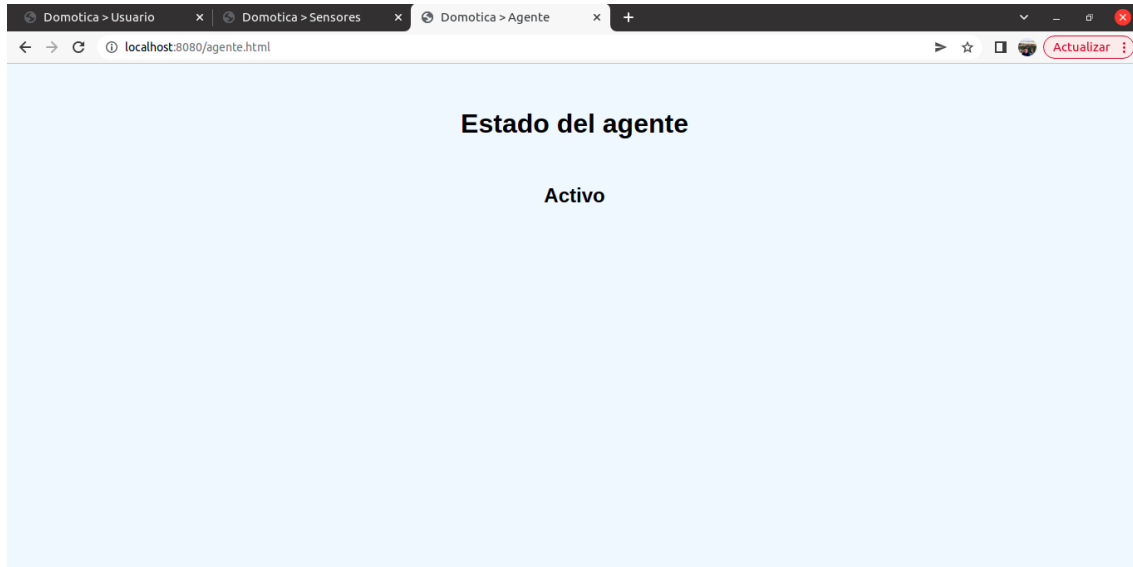 Domotica > Usuario
Domotica > Sensores
Domotica > Agente
localhost:8080/agente.html
Actualizar
Estado del agente
Activo